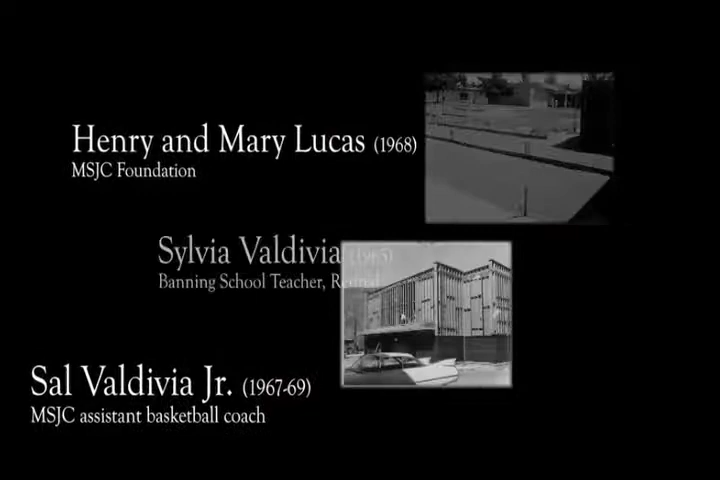 Henry and Mary Lucas (1968)
MSJC Foundation
Sylvia Valdivia
Banning School Teacher, Retired
Sal Valdivia Jr. (1967-69)
MSJC assistant basketball coach